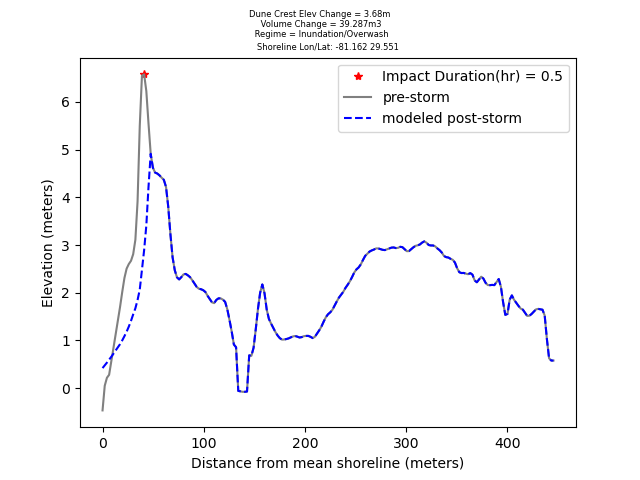 Dune Crest Elev Change = 3.68m
Volume Change = 39.287m3
Regime = Inundation/Overwash
Shoreline Lon/Lat: -81.162 29.551
Impact Duration(hr) = 0.5
pre-storm
modeled post-storm
6
5
4
3
2
1
0
Elevation (meters)
0 100 200 300 400
Distance from mean shoreline (meters)